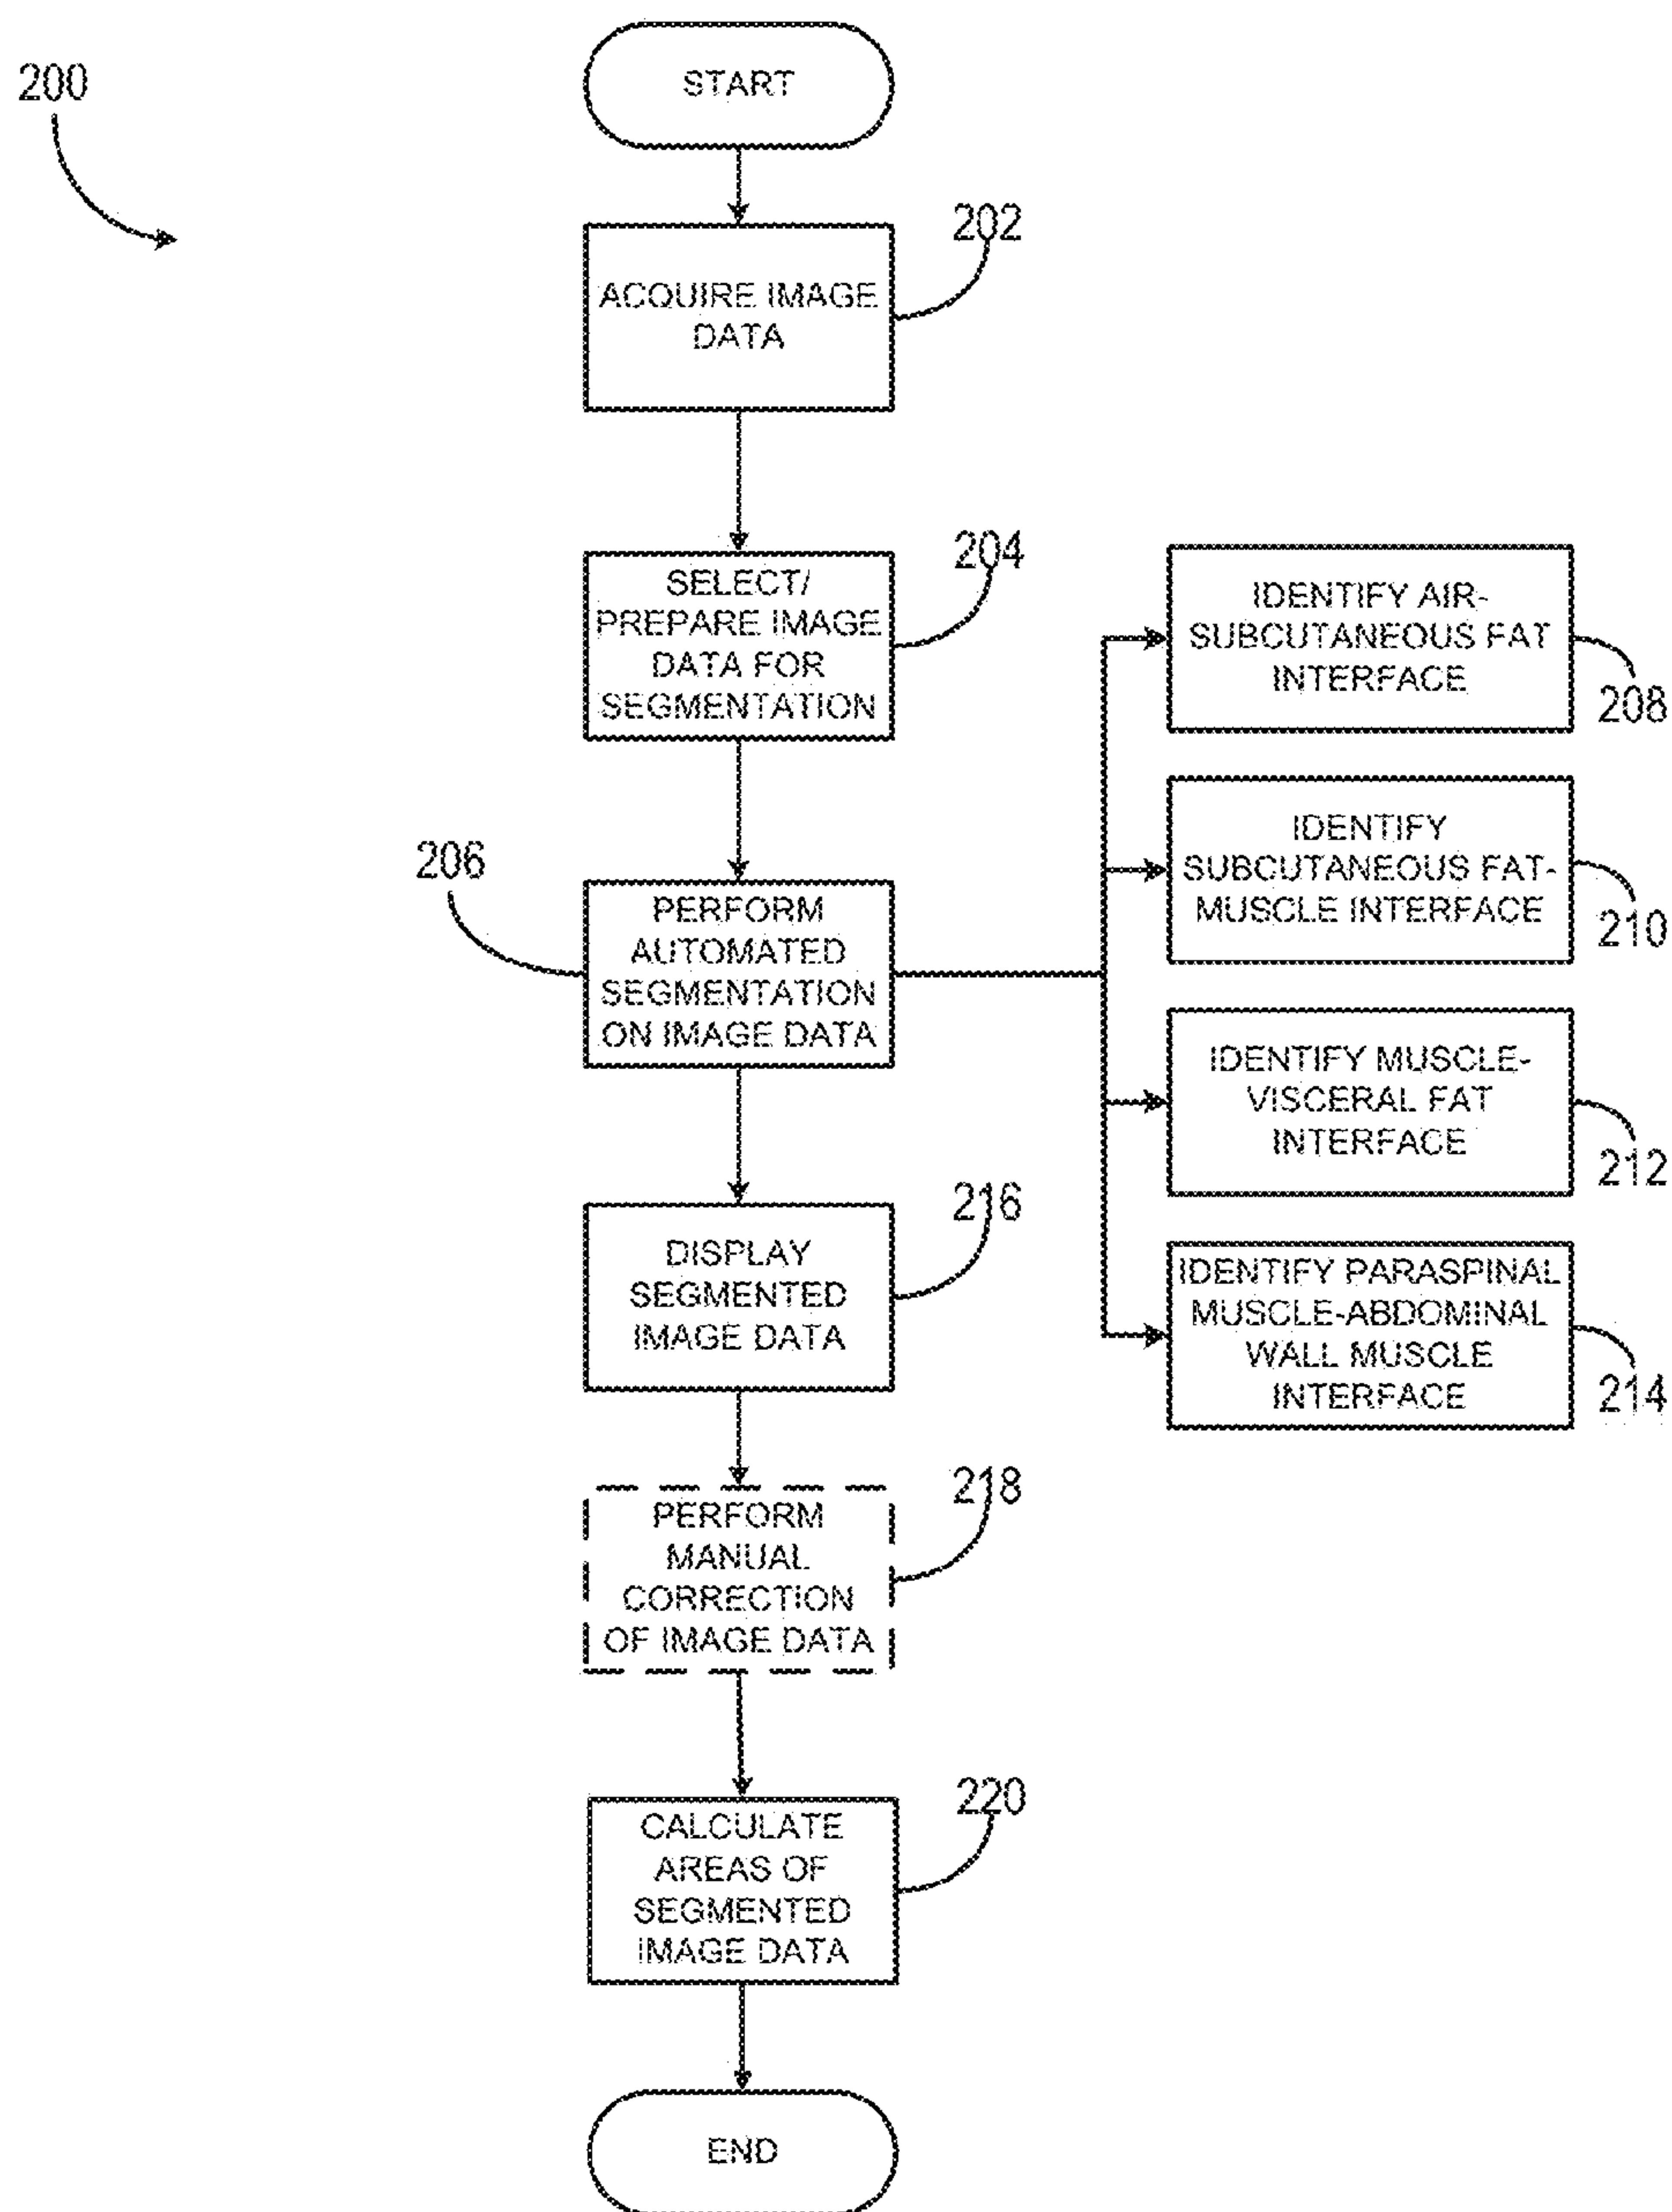 200
START
202
ACQUIRE IMAGE
DATA
204
SELECT/
PREPARE IMAGE
DATA FOR
SEGMENTATION
206
PERFORM
AUTOMATED
SEGMENTATION
ON IMAGE DATA
IDENTIFY AIR-
SUBCUTANEOUS FAT
INTERFACE
208
IDENTIFY
SUBCUTANEOUS FAT-
MUSCLE INTERFACE
210
IDENTIFY MUSCLE-
VISCERAL FAT
INTERFACE
212
IDENTIFY PARASPINAL
MUSCLE-ABDOMINAL
WALL MUSCLE
INTERFACE
214
216
DISPLAY
SEGMENTED
IMAGE DATA
218
PERFORM
MANUAL
CORRECTION
OF IMAGE DATA
220
CALCULATE
AREAS OF
SEGMENTED
IMAGE DATA
END